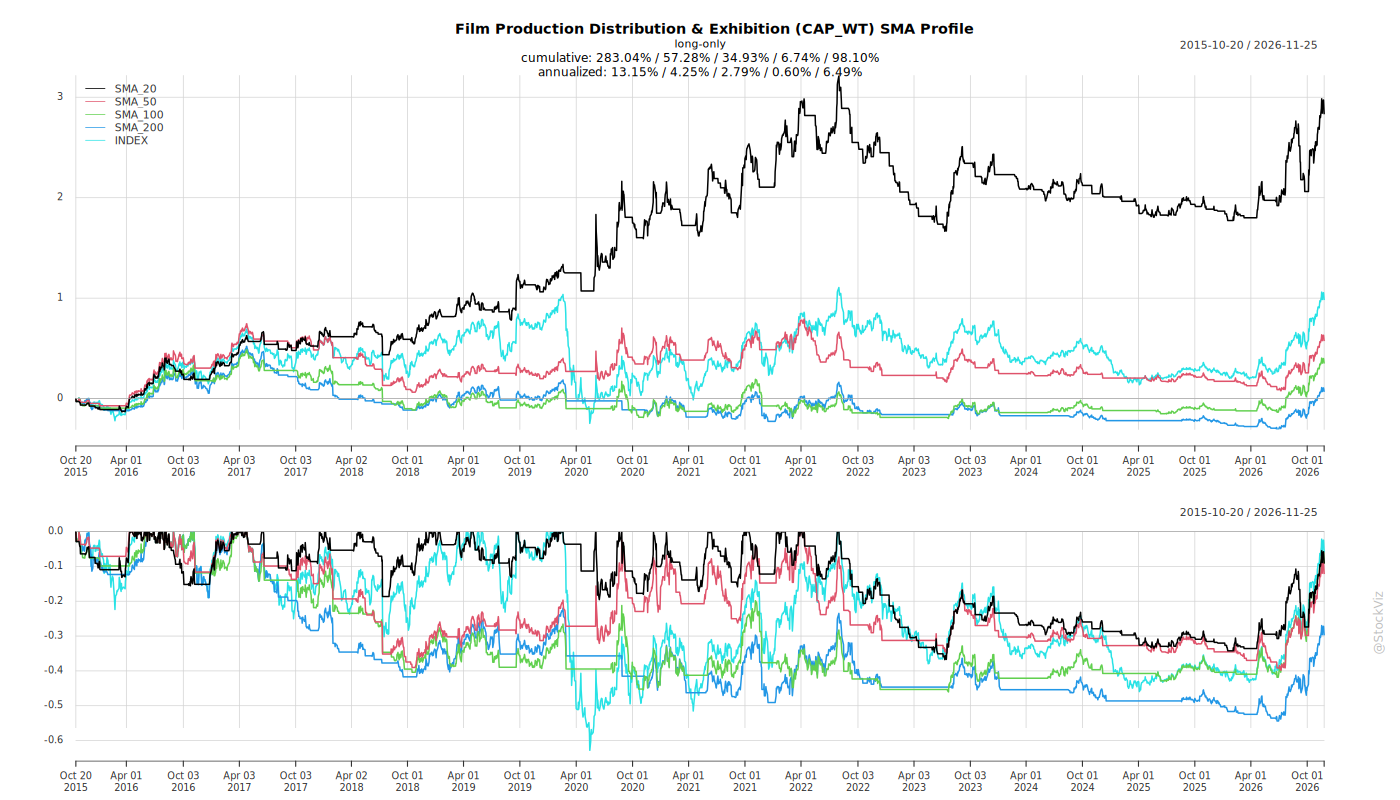 Film Production Distribution & Exhibition (CAP_WT) SMA Profile
long-only
cumulative: 283.04% / 57.28% / 34.93% / 6.74% / 98.10%
annualized: 13.15% / 4.25% / 2.79% / 0.60% / 6.49%
2015-10-20 / 2026-11-25
SMA_20
SMA_50
SMA_100
SMA_200
INDEX
3
2
1
0
Oct 20 Apr 01 Oct 03 Apr 03 Oct 03 Apr 02 Oct 01 Apr 01 Oct 01 Apr 01 Oct 01 Apr 01 Oct 01 Apr 01 Oct 03 Apr 03 Oct 03 Apr 01 Oct 01 Apr 01 Oct 01 Apr 01 Oct 01
2015 2016 2016 2017 2017 2018 2018 2019 2019 2020 2020 2021 2021 2022 2022 2023 2023 2024 2024 2025 2025 2026 2026
2015-10-20 / 2026-11-25
0.0
-0.1
-0.2
-0.3
-0.4
-0.5
-0.6
Oct 20 Apr 01 Oct 03 Apr 03 Oct 03 Apr 02 Oct 01 Apr 01 Oct 01 Apr 01 Oct 01 Apr 01 Oct 01 Apr 01 Oct 03 Apr 03 Oct 03 Apr 01 Oct 01 Apr 01 Oct 01 Apr 01 Oct 01
2015 2016 2016 2017 2017 2018 2018 2019 2019 2020 2020 2021 2021 2022 2022 2023 2023 2024 2024 2025 2025 2026 2026
@StockViz